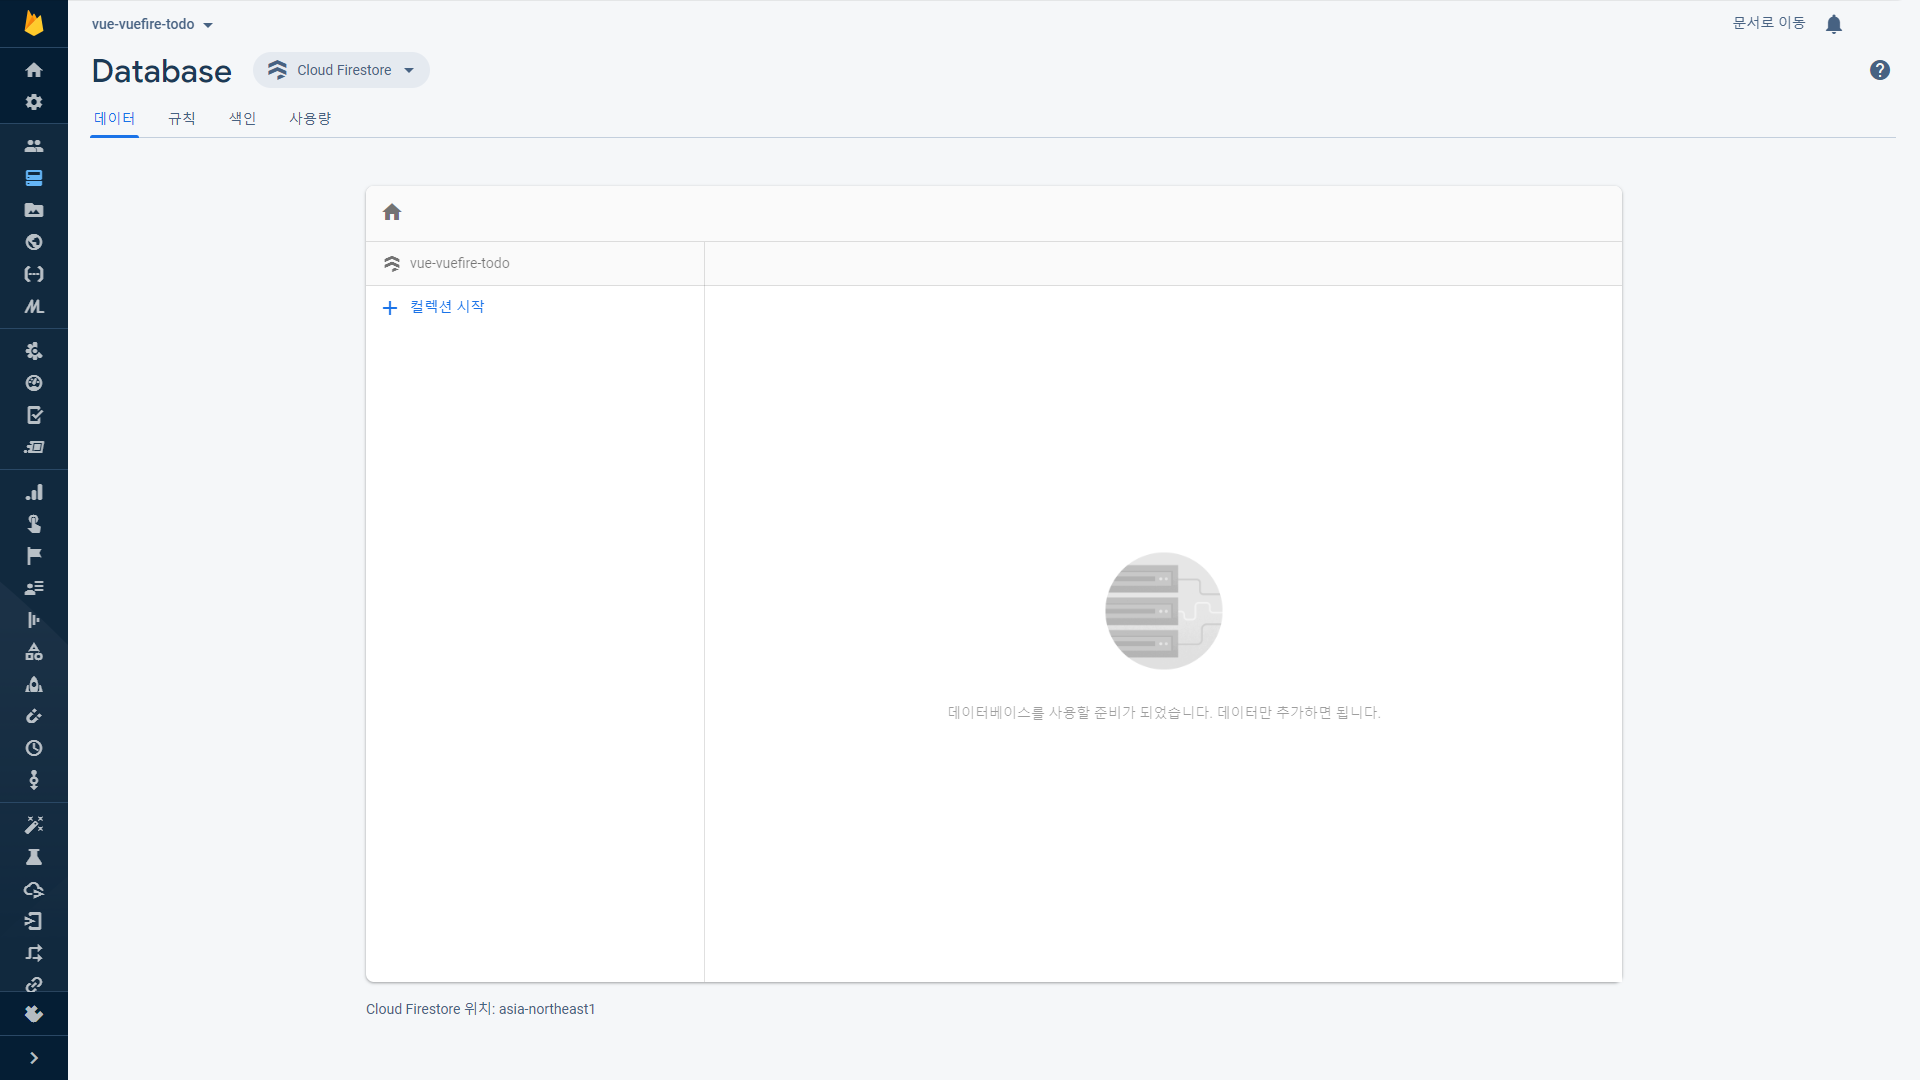 vue-vuefire-todo
문서로 이동
Database
Cloud Firestore
데이터 규칙 색인 사용량
vue-vuefire-todo
컬렉션 시작
데이터베이스를 사용할 준비가 되었습니다. 데이터만 추가하면 됩니다.
Cloud Firestore 위치: asia-northeast1